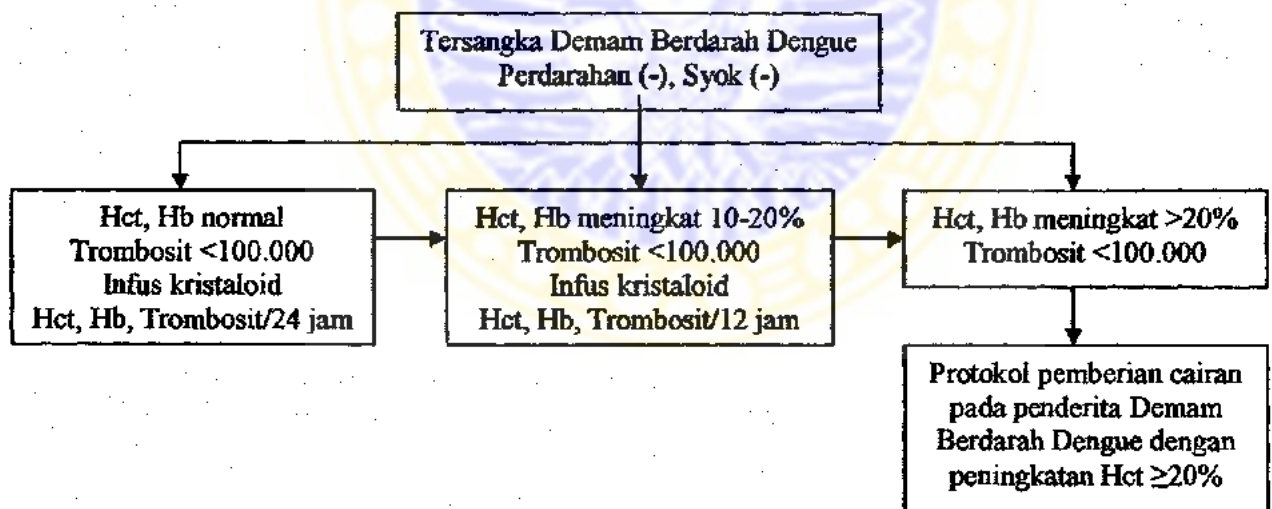 Tersangka Demam Berdarah Dengue
Perdarahan (-), Syok (-)
Hct, Hb normal
Trombosit <100.000
Infus kristaloid
Hct, Hb, Trombosit/24 jam
Hct, Hb meningkat 10-20%
Trombosit <100.000
Infus kristaloid
Hct, Hb, Trombosit/12 jam
Hct, Hb meningkat >20%
Trombosit <100.000
Protokol pemberian cairan
pada penderita Demam
Berdarah Dengue dengan
peningkatan Hct ≥20%